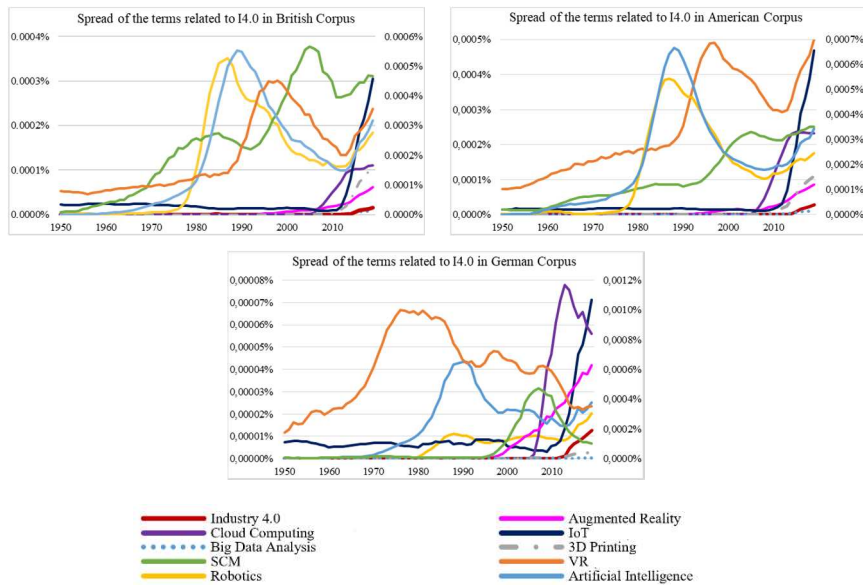 Spread of the terms related to I4.0 in British Corpus
0.0004%
0.0003%
0.0002%
0.0001%
0.0000%
0.0006%
0.0005%
0.0004%
0.0003%
0.0002%
0.0001%
0.0000%
1950 1960 1970 1980 1990 2000 2010
Spread of the terms related to I4.0 in American Corpus
0.0005%
0.0004%
0.0003%
0.0002%
0.0001%
0.0000%
0.0007%
0.0006%
0.0005%
0.0004%
0.0003%
0.0002%
0.0001%
0.0000%
1950 1960 1970 1980 1990 2000 2010
Spread of the terms related to I4.0 in German Corpus
0,00008%
0,00007%
0,00006%
0,00005%
0,00004%
0,00003%
0,00002%
0,00001%
0,00000%
0,0012%
0,0010%
0,0008%
0,0006%
0,0004%
0,0002%
0,0000%
1950 1960 1970 1980 1990 2000 2010
Industry 4.0
Cloud Computing
Big Data Analysis
SCM
Robotics
Augmented Reality
IoT
3D Printing
VR
Artificial Intelligence